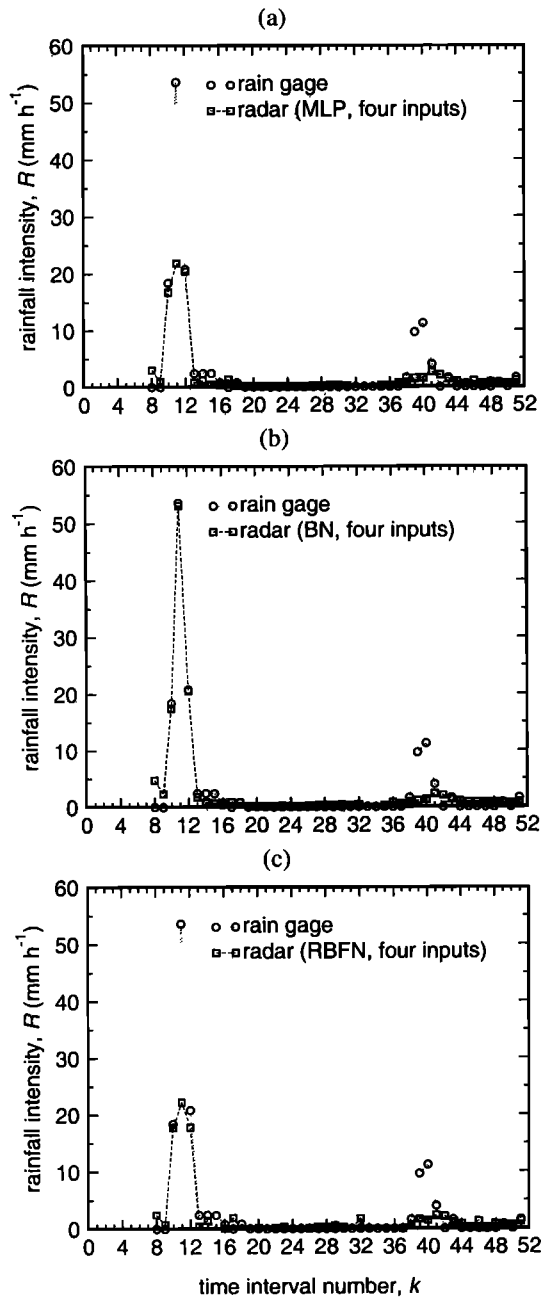 (a)
60
50
40
30
20
10
0
rainfall intensity, R (mm h⁻¹)
rain gage
radar (MLP, four inputs)
0 4 8 12 16 20 24 28 32 36 40 44 48 52
(b)
60
50
40
30
20
10
0
rainfall intensity, R (mm h⁻¹)
rain gage
radar (BN, four inputs)
0 4 8 12 16 20 24 28 32 36 40 44 48 52
(c)
60
50
40
30
20
10
0
rainfall intensity, R (mm h⁻¹)
rain gage
radar (RBFN, four inputs)
0 4 8 12 16 20 24 28 32 36 40 44 48 52
time interval number, k